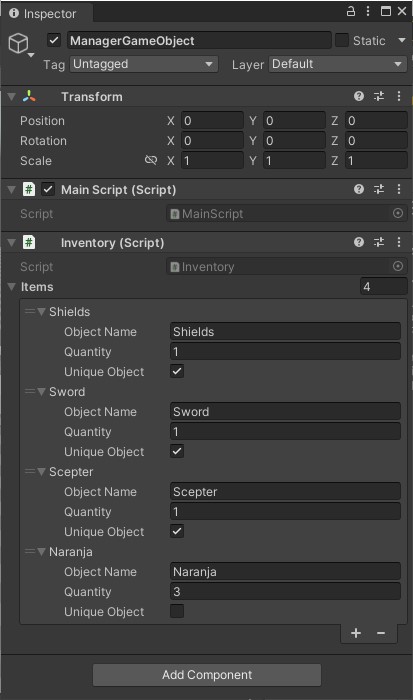 Inspector
ManagerGameObject Static
Tag Untagged Layer Default
Transform
Position X 0 Y 0 Z 0
Rotation X 0 Y 0 Z 0
Scale X 1 Y 1 Z 1
# Main Script (Script)
Script # MainScript
# Inventory (Script)
Script # Inventory
Items 4
Shields
Object Name Shields
Quantity 1
Unique Object
Sword
Object Name Sword
Quantity 1
Unique Object
Scepter
Object Name Scepter
Quantity 1
Unique Object
Naranja
Object Name Naranja
Quantity 3
Unique Object
+ −
Add Component